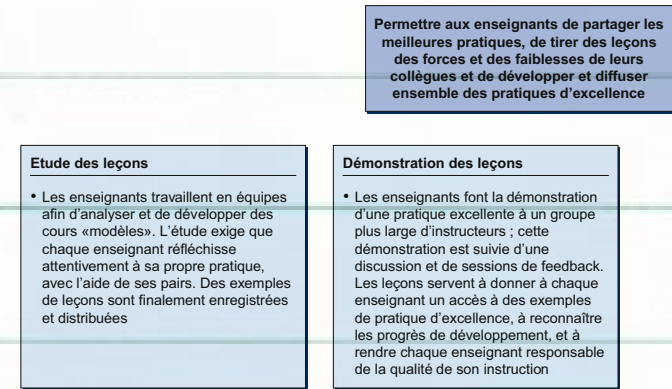 Permettre aux enseignants de partager les
meilleures pratiques, de tirer des leçons
des forces et des faiblesses de leurs
collègues et de développer et diffuser
ensemble des pratiques d’excellence
Etude des leçons
• Les enseignants travaillent en équipes
afin d’analyser et de développer des
cours «modèles». L’étude exige que
chaque enseignant réfléchisse
attentivement à sa propre pratique,
avec l’aide de ses pairs. Des exemples
de leçons sont finalement enregistrées
et distribuées
Démonstration des leçons
• Les enseignants font la démonstration
d’une pratique excellente à un groupe
plus large d’instructeurs ; cette
démonstration est suivie d’une
discussion et de sessions de feedback.
Les leçons servent à donner à chaque
enseignant un accès à des exemples
de pratique d’excellence, à reconnaître
les progrès de développement, et à
rendre chaque enseignant responsable
de la qualité de son instruction